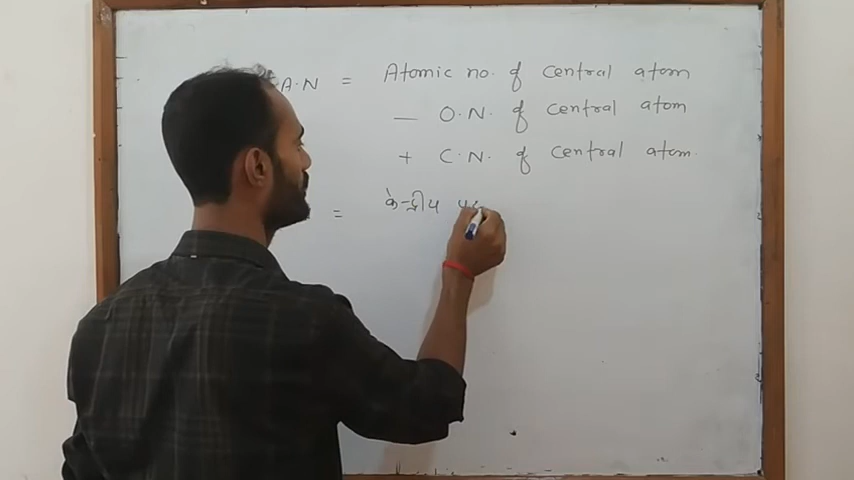 A.N = Atomic no. of central atom
— O.N. of central atom
+ C.N. of central atom.
= केन्द्रीय